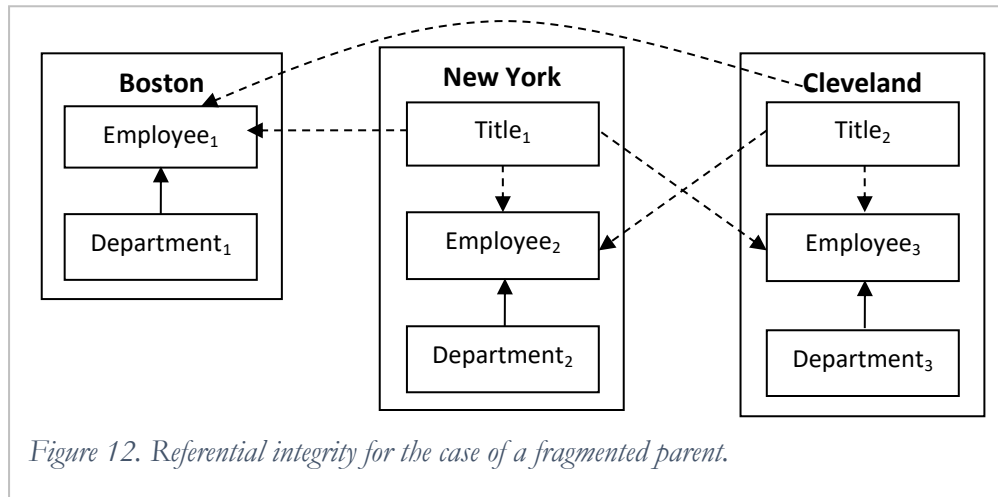 Boston
Employee₁
Department₁
New York
Title₁
Employee₂
Department₂
Cleveland
Title₂
Employee₃
Department₃
Figure 12. Referential integrity for the case of a fragmented parent.